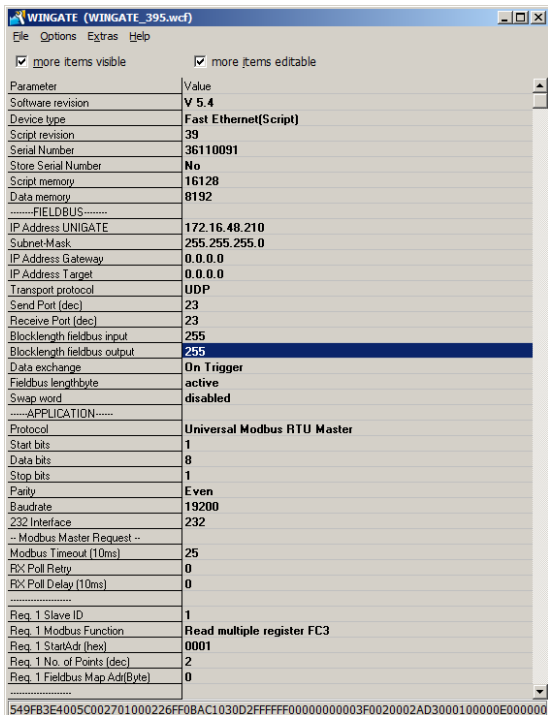 WINGATE (WINGATE_395.wcf)
File Options Extras Help
more items visible more items editable
Parameter Value
Software revision V 5.4
Device type Fast Ethernet(Script)
Script revision 39
Serial Number 36110091
Store Serial Number No
Script memory 16128
Data memory 8192
--------FIELDBUS--------
IP Address UNIGATE 172.16.48.210
Subnet-Mask 255.255.255.0
IP Address Gateway 0.0.0.0
IP Address Target 0.0.0.0
Transport protocol UDP
Send Port (dec) 23
Receive Port (dec) 23
Blocklength fieldbus input 255
Blocklength fieldbus output 255
Data exchange On Trigger
Fieldbus lengthbyte active
Swap word disabled
------APPLICATION------
Protocol Universal Modbus RTU Master
Start bits 1
Data bits 8
Stop bits 1
Parity Even
Baudrate 19200
232 Interface 232
-- Modbus Master Request --
Modbus Timeout (10ms) 25
RX Poll Retry 0
RX Poll Delay (10ms) 0
---------------------
Req. 1 Slave ID 1
Req. 1 Modbus Function Read multiple register FC3
Req. 1 StartAdr (hex) 0001
Req. 1 No. of Points (dec) 2
Req. 1 Fieldbus Map Adr(Byte) 0
---------------------
549FB3E4005C002701000226FF0BAC1030D2FFFFFF00000000003F0020002AD3000100000E000000